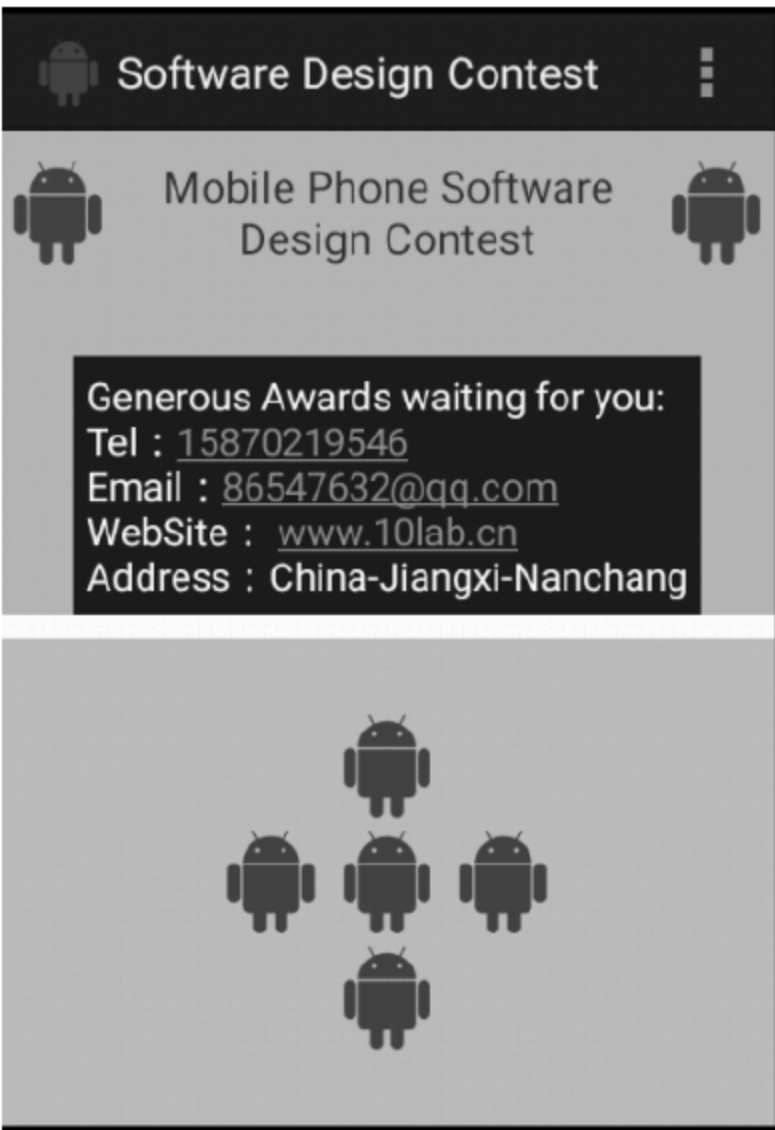 Software Design Contest
Mobile Phone Software
Design Contest
Generous Awards waiting for you:
Tel：15870219546
Email：86547632@qq.com
WebSite： www.10lab.cn
Address：China-Jiangxi-Nanchang